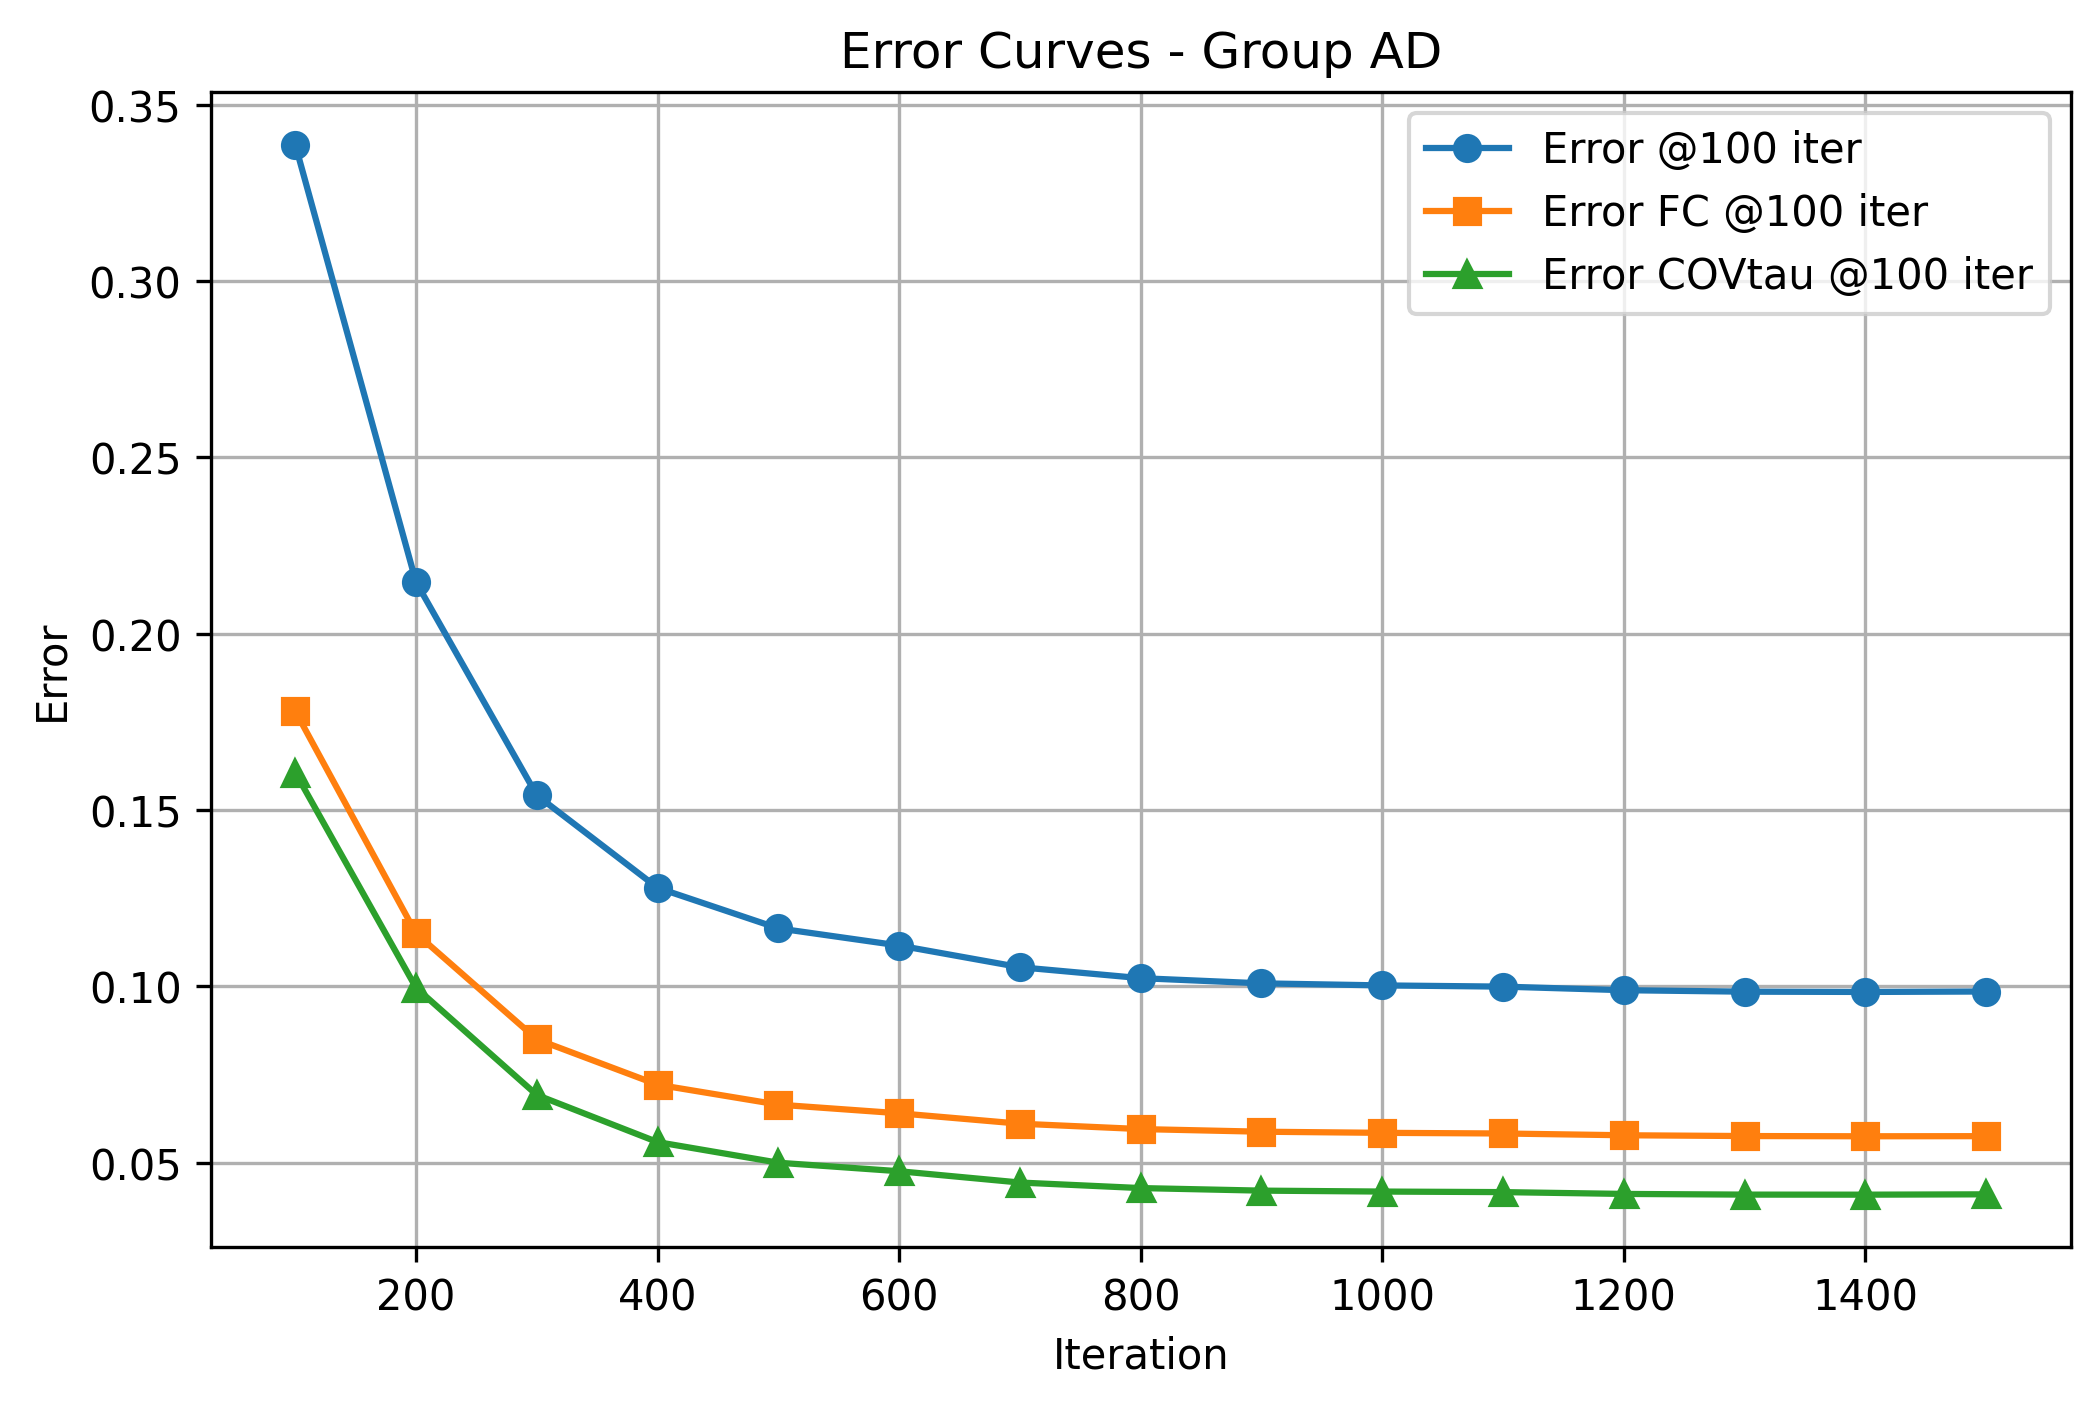 Error Curves - Group AD
Error @100 iter
Error FC @100 iter
Error COVtau @100 iter
Error
0.35
0.30
0.25
0.20
0.15
0.10
0.05
200 400 600 800 1000 1200 1400
Iteration